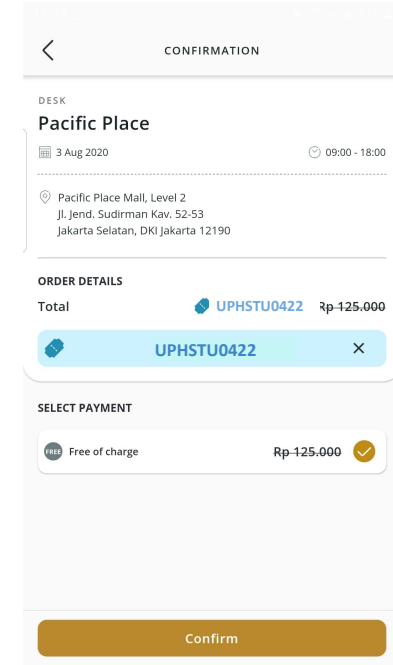 CONFIRMATION
DESK
Pacific Place
3 Aug 2020 09:00 - 18:00
Pacific Place Mall, Level 2
Jl. Jend. Sudirman Kav. 52-53
Jakarta Selatan, DKI Jakarta 12190
ORDER DETAILS
Total UPHSTU0422 Rp 125.000
UPHSTU0422
SELECT PAYMENT
FREE Free of charge Rp 125.000
Confirm